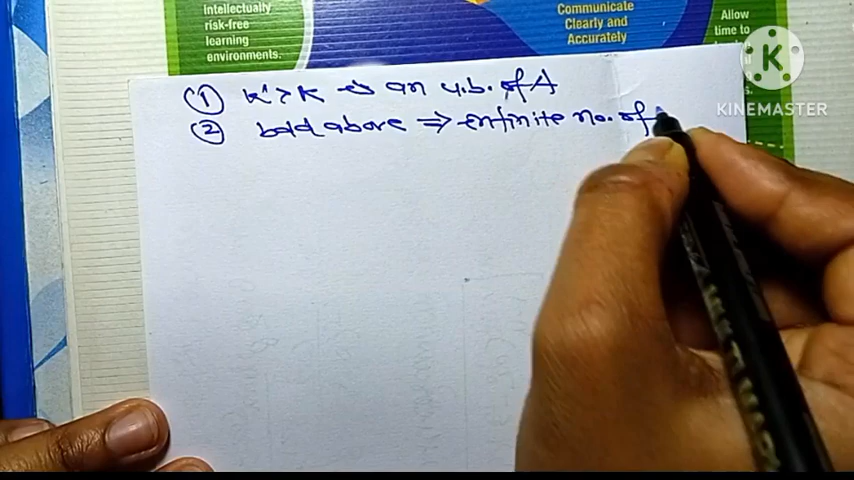 Intellectually
risk-free
learning
environments.
Communicate
Clearly and
Accurately
Allow
time to
K
KINEMASTER
① K' > K is an u.b. of A
② bdd above ⇒ infinite no. of